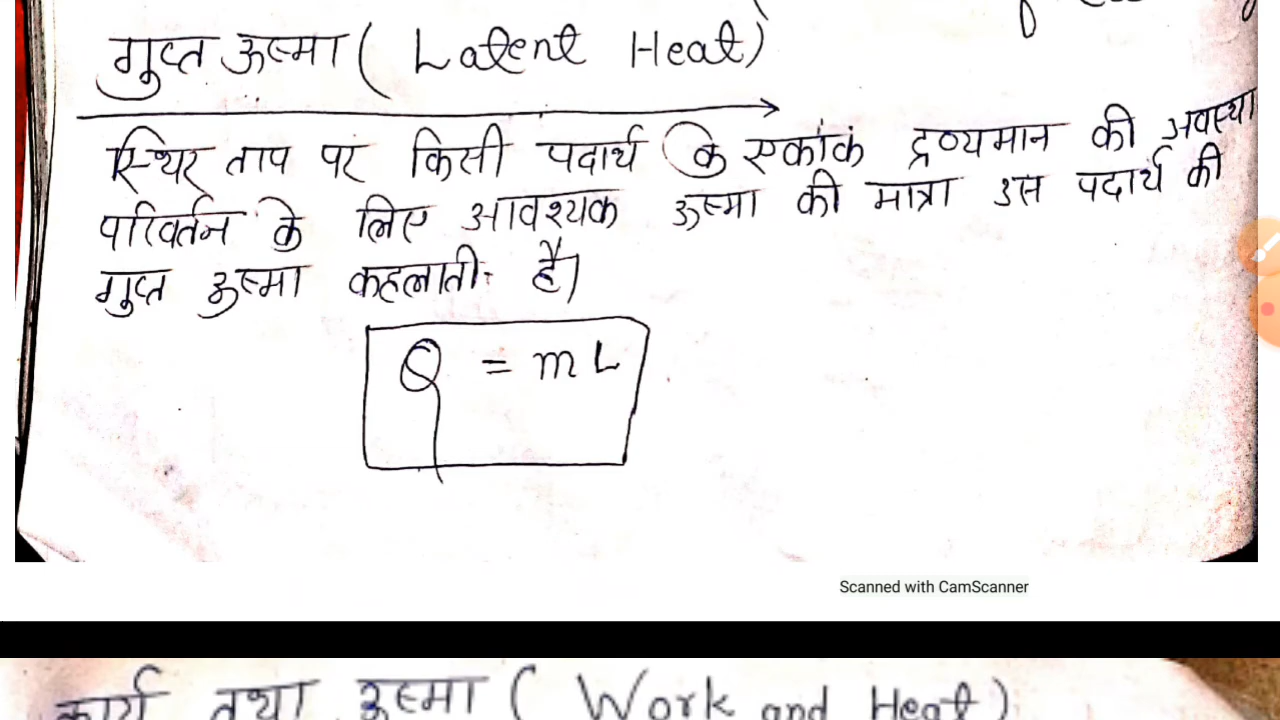 गुप्त ऊष्मा ( Latent Heat )
स्थिर ताप पर किसी पदार्थ के एकांकं द्रव्यमान की अवस्था
परिवर्तन के लिए आवश्यक ऊष्मा की मात्रा उस पदार्थ की
गुप्त ऊष्मा कहलाती है।
Q = mL
Scanned with CamScanner
कार्य तथा ऊष्मा ( Work and Heat )